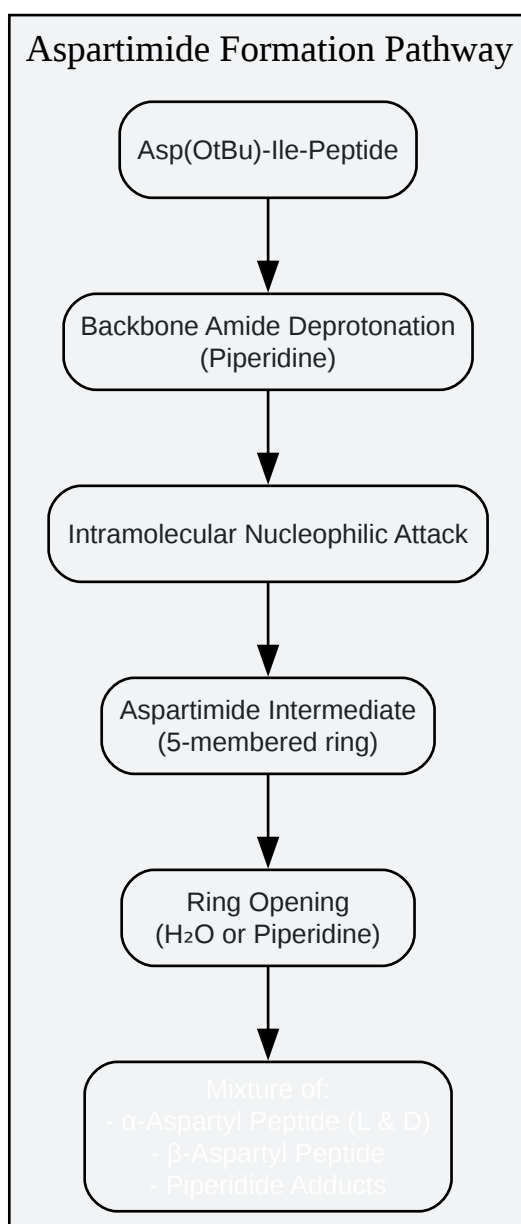 Aspartimide Formation Pathway
Asp(OtBu)-Ile-Peptide
Backbone Amide Deprotonation
(Piperidine)
Intramolecular Nucleophilic Attack
Aspartimide Intermediate
(5-membered ring)
Ring Opening
(H₂O or Piperidine)
Mixture of:
- α-Aspartyl Peptide (L & D)
- β-Aspartyl Peptide
- Piperidide Adducts